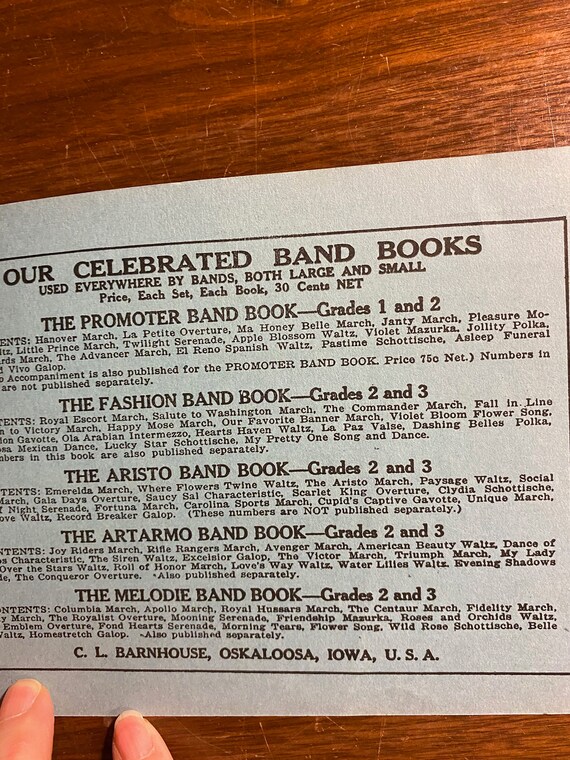 OUR CELEBRATED BAND BOOKS
USED EVERYWHERE BY BANDS, BOTH LARGE AND SMALL
Price, Each Set, Each Book, 30 Cents NET
THE PROMOTER BAND BOOK—Grades 1 and 2
ENTS: Hanover March, La Petite Overture, Ma Honey Belle March, Janty March, Pleasure Mo-
tz, Little Prince March, Twilight Serenade, Apple Blossom Waltz, Violet Mazurka, Jollity Polka,
rds March, The Advancer March, El Reno Spanish Waltz, Pastime Schottische, Asleep Funeral
d Vivo Galop.
o Accompaniment is also published for the PROMOTER BAND BOOK. Price 75c Net.) Numbers in
are not published separately.
THE FASHION BAND BOOK—Grades 2 and 3
TENTS: Royal Escort March, Salute to Washington March, The Commander March, Fall in Line
n to Victory March, Happy Mose March, Our Favorite Banner March, Violet Bloom Flower Song,
on Gavotte, Ola Arabian Intermezzo, Hearts Haven Waltz, La Paz Valse, Dashing Belles Polka,
sa Mexican Dance, Lucky Star Schottische, My Pretty One Song and Dance.
mbers in this book are also published separately.
THE ARISTO BAND BOOK—Grades 2 and 3
TENTS: Emerelda March, Where Flowers Twine Waltz, The Aristo March, Paysage Waltz, Social
March, Gala Days Overture, Saucy Sal Characteristic, Scarlet King Overture, Clydia Schottische,
f Night Serenade, Fortuna March, Carolina Sports March, Cupid's Captive Gavotte, Unique March,
ove Waltz, Record Breaker Galop. (These numbers are NOT published separately.)
THE ARTARMO BAND BOOK—Grades 2 and 3
NTENTS: Joy Riders March, Rifle Rangers March, Avenger March, American Beauty Waltz, Dance of
os Characteristic, The Siren Waltz, Excelsior Galop, The Victor March, Triumph March, My Lady
Over the Stars Waltz, Roll of Honor March, Love's Way Waltz, Water Lilies Waltz, Evening Shadows
de, The Conqueror Overture. *Also published separately.
THE MELODIE BAND BOOK—Grades 2 and 3
ONTENTS: Columbia March, Apollo March, Royal Hussars March, The Centaur March, Fidelity March,
y March, The Royalist Overture, Mooning Serenade, Friendship Mazurka, Roses and Orchids Waltz,
Emblem Overture, Fond Hearts Serenade, Morning Tears, Flower Song, Wild Rose Schottische, Belle
Waltz, Homestretch Galop. *Also published separately.
C. L. BARNHOUSE, OSKALOOSA, IOWA, U. S. A.